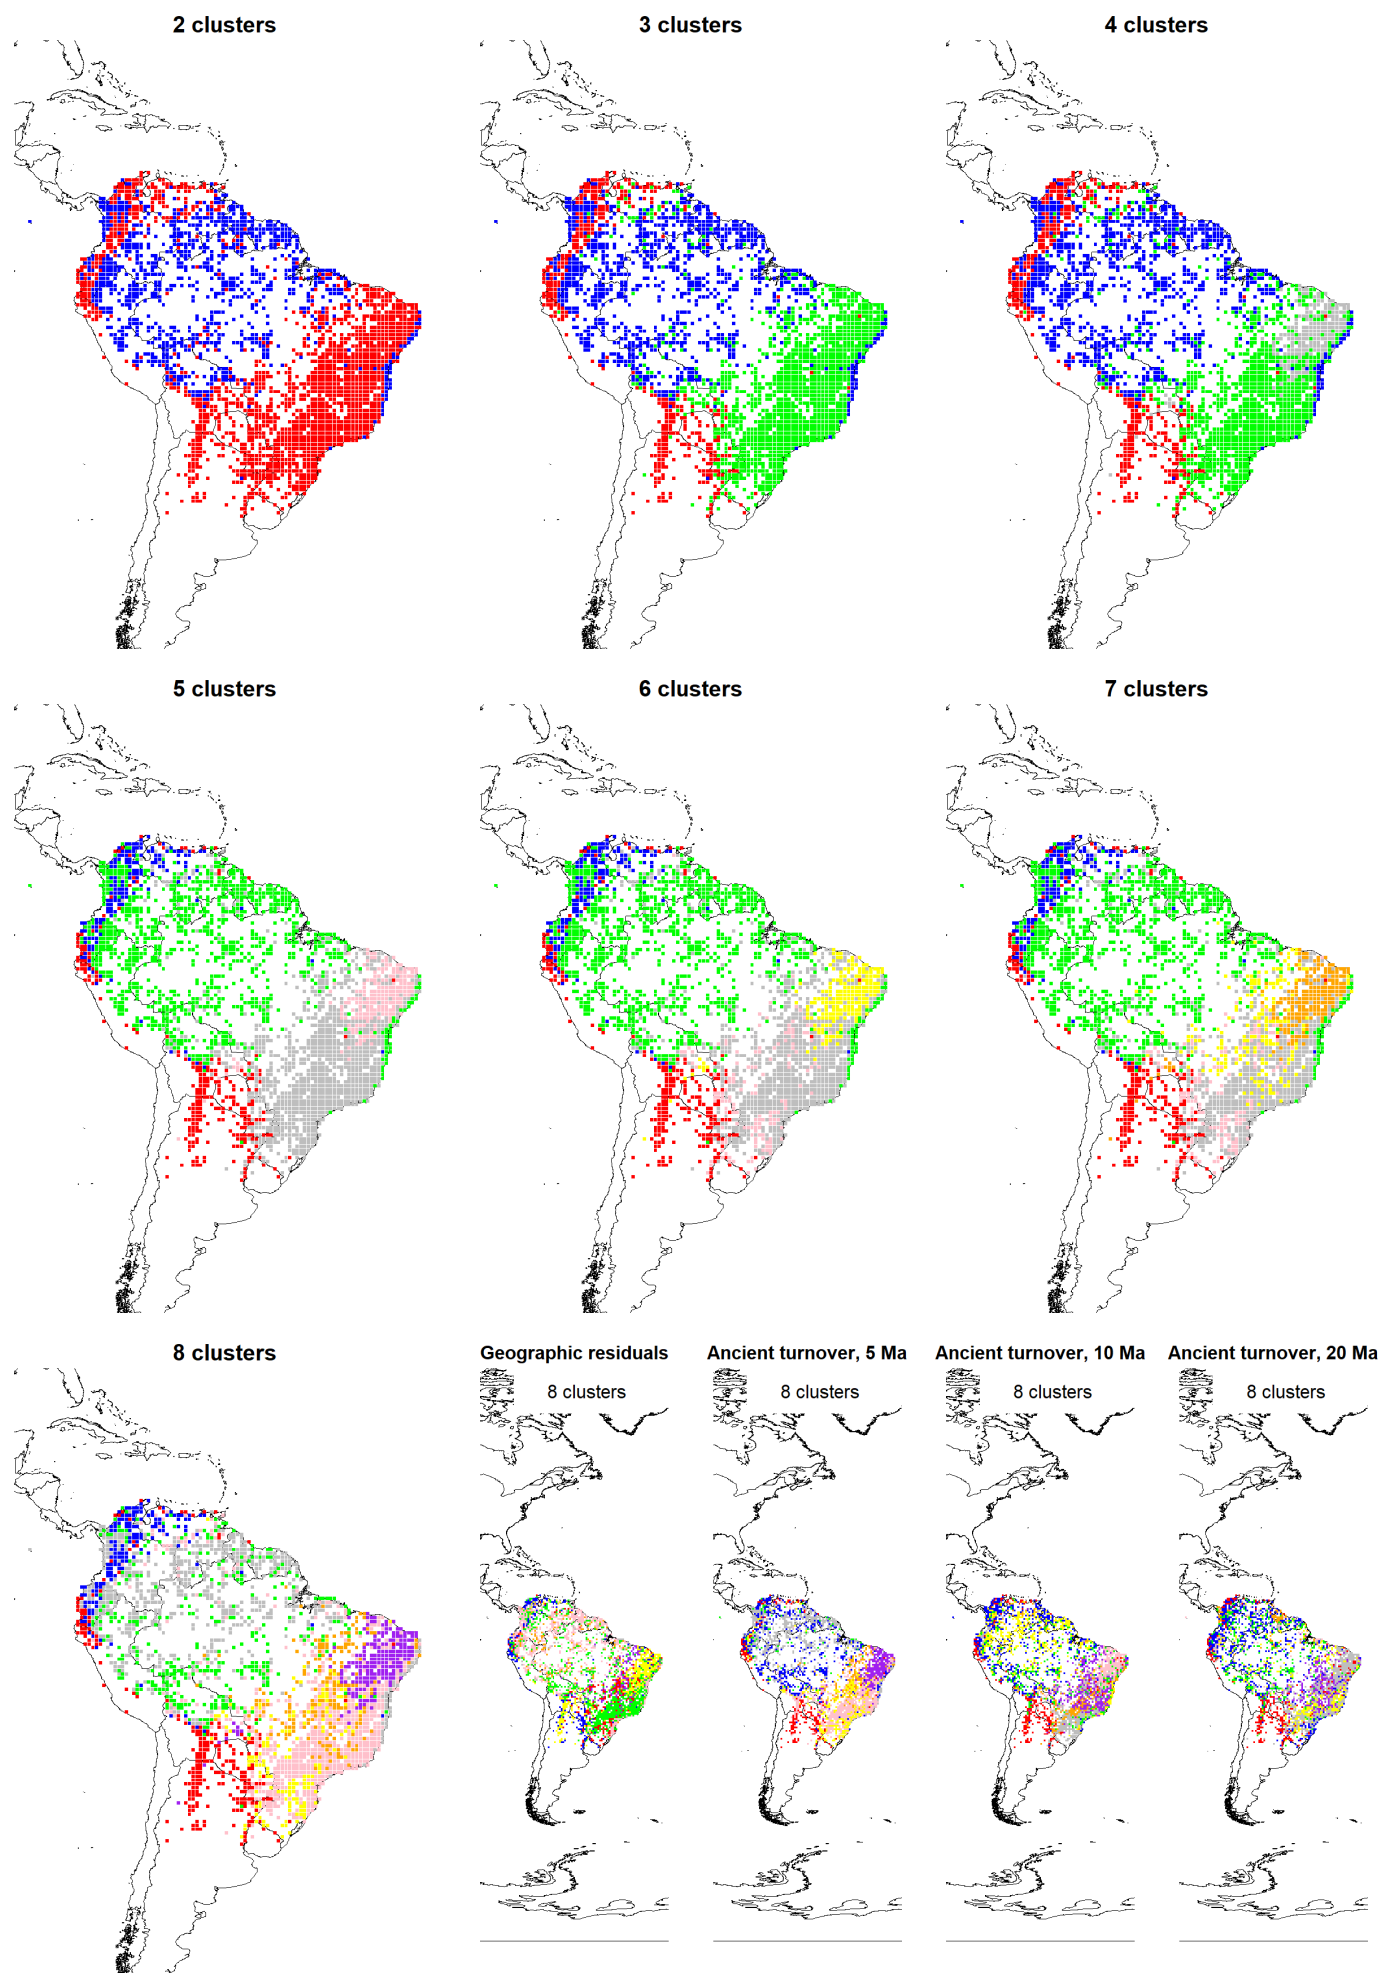 2 clusters
3 clusters
4 clusters
5 clusters
6 clusters
7 clusters
8 clusters
Geographic residuals
8 clusters
Ancient turnover, 5 Ma
8 clusters
Ancient turnover, 10 Ma
8 clusters
Ancient turnover, 20 Ma
8 clusters